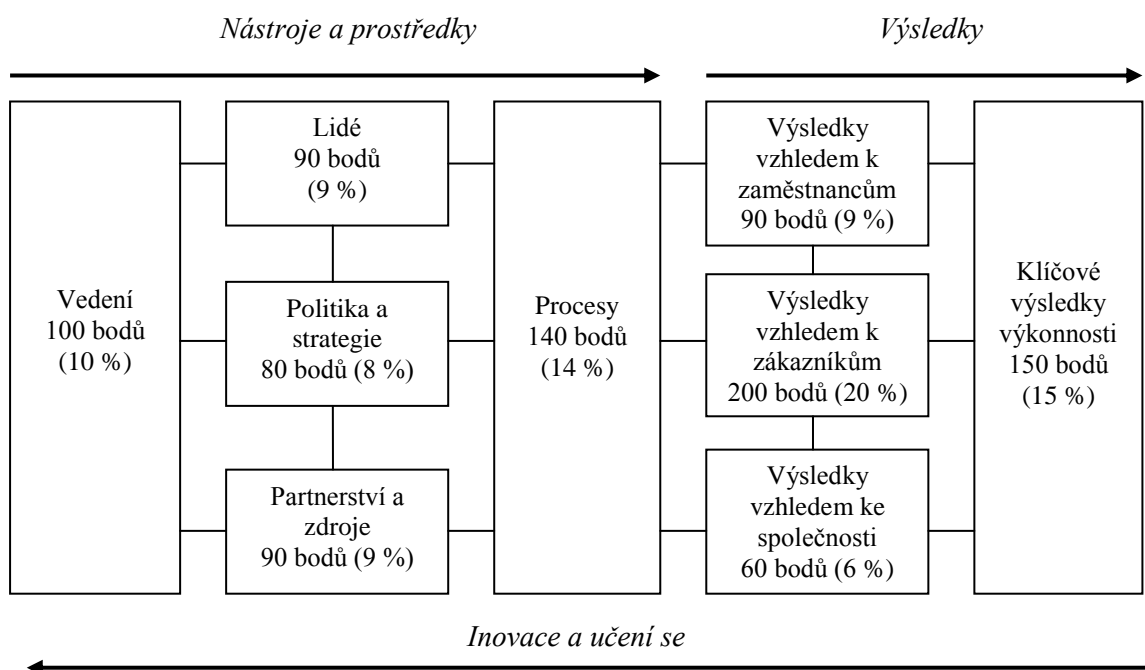 Nástroje a prostředky
Výsledky
Vedení
100 bodů
(10 %)
Lidé
90 bodů
(9 %)
Politika a
strategie
80 bodů (8 %)
Partnerství a
zdroje
90 bodů (9 %)
Procesy
140 bodů
(14 %)
Výsledky
vzhledem k
zaměstnancům
90 bodů (9 %)
Výsledky
vzhledem k
zákazníkům
200 bodů (20 %)
Výsledky
vzhledem ke
společnosti
60 bodů (6 %)
Klíčové
výsledky
výkonnosti
150 bodů
(15 %)
Inovace a učení se